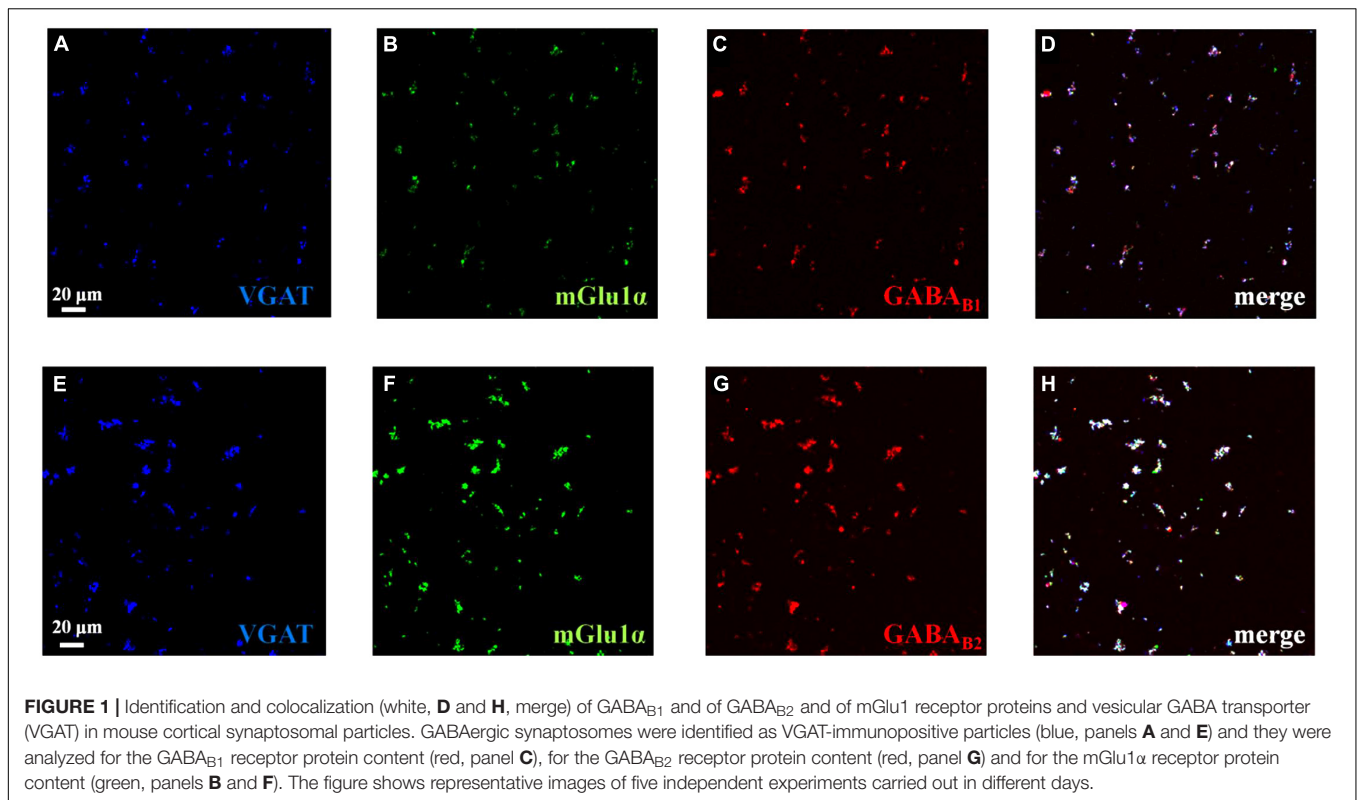 A
B
C
D
20 µm
VGAT
mGlu1α
GABAB1
merge
E
F
G
H
20 µm
VGAT
mGlu1α
GABAB2
merge
FIGURE 1 | Identification and colocalization (white, D and H, merge) of GABAB1 and of GABAB2 and of mGlu1 receptor proteins and vesicular GABA transporter
(VGAT) in mouse cortical synaptosomal particles. GABAergic synaptosomes were identified as VGAT-immunopositive particles (blue, panels A and E) and they were
analyzed for the GABAB1 receptor protein content (red, panel C), for the GABAB2 receptor protein content (red, panel G) and for the mGlu1α receptor protein
content (green, panels B and F). The figure shows representative images of five independent experiments carried out in different days.